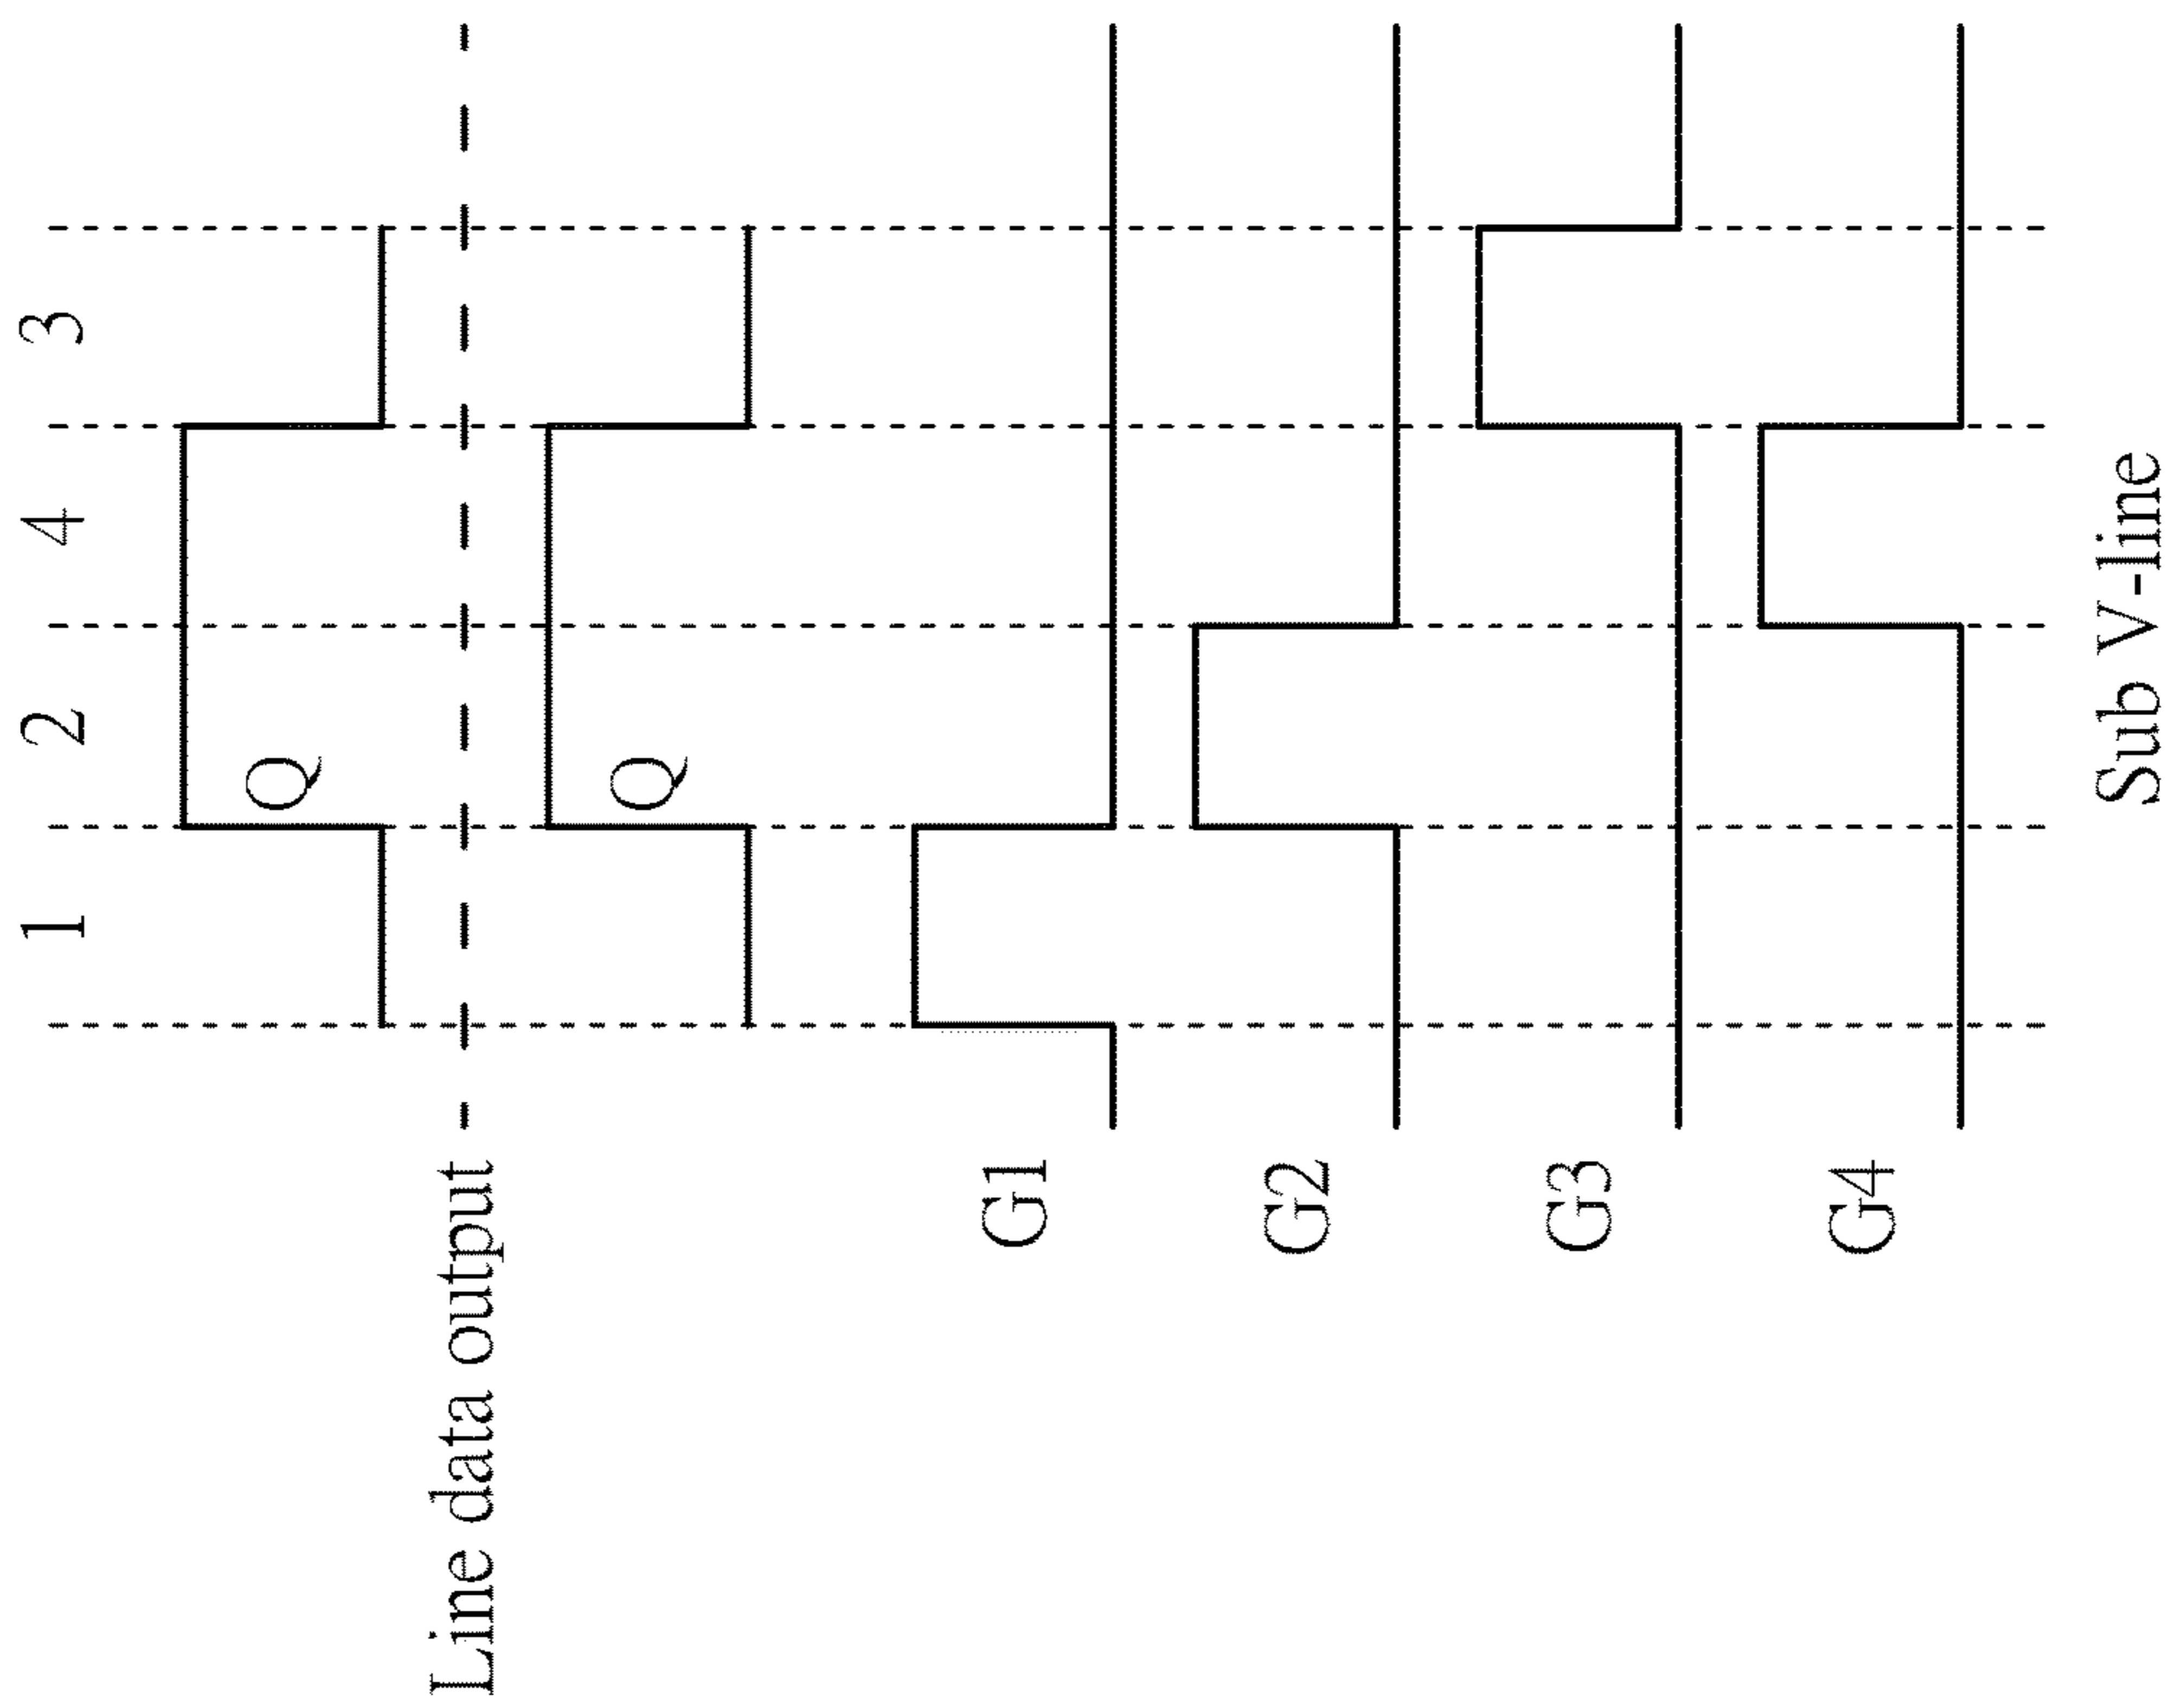 1 2 4 3
Q
Line data output
Q
G1
G2
G3
G4
Sub V-line